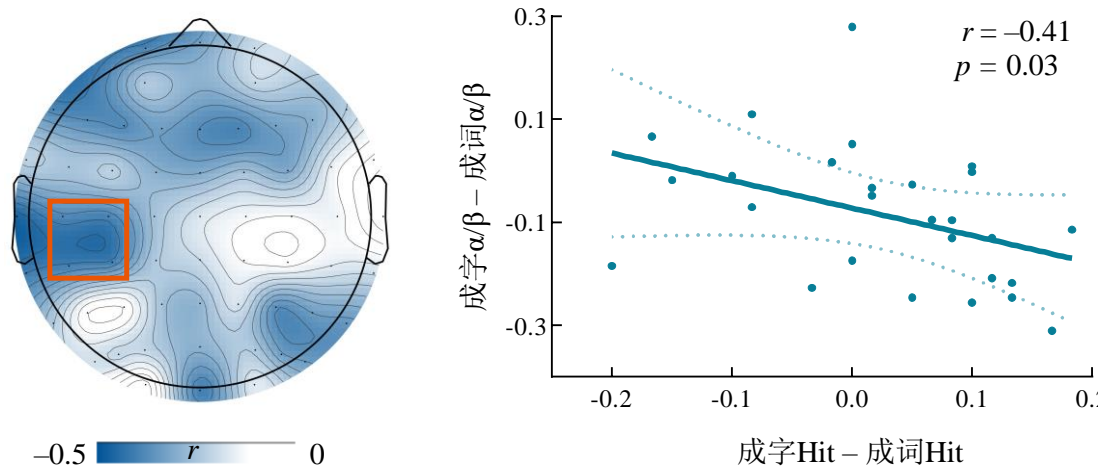 −0.5 r 0
r = –0.41
p = 0.03
成字α/β – 成词α/β
0.3
0.1
-0.1
-0.3
-0.2 -0.1 0.0 0.1
成字Hit – 成词Hit